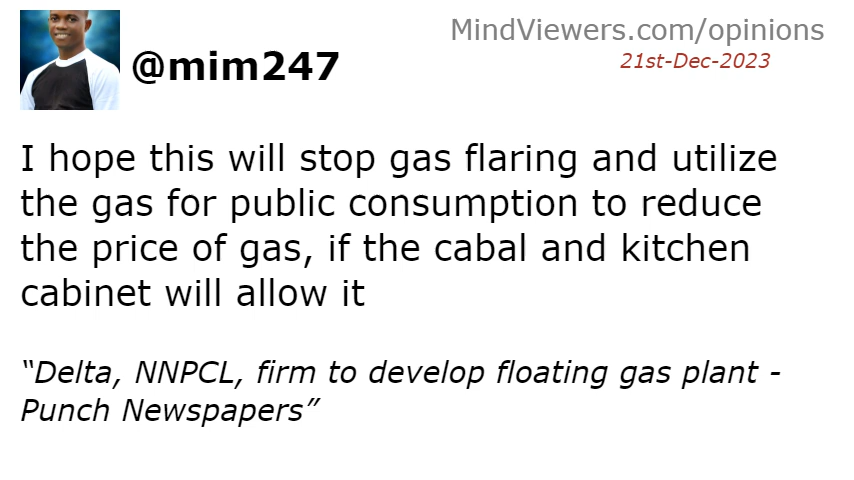 MindViewers.com/opinions
21st-Dec-2023
@mim247
I hope this will stop gas flaring and utilize
the gas for public consumption to reduce
the price of gas, if the cabal and kitchen
cabinet will allow it
“Delta, NNPCL, firm to develop floating gas plant -
Punch Newspapers”